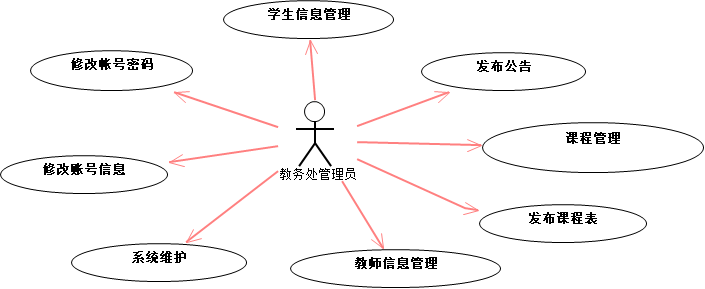 学生信息管理
修改帐号密码
发布公告
课程管理
修改账号信息
教务处管理员
发布课程表
系统维护
教师信息管理